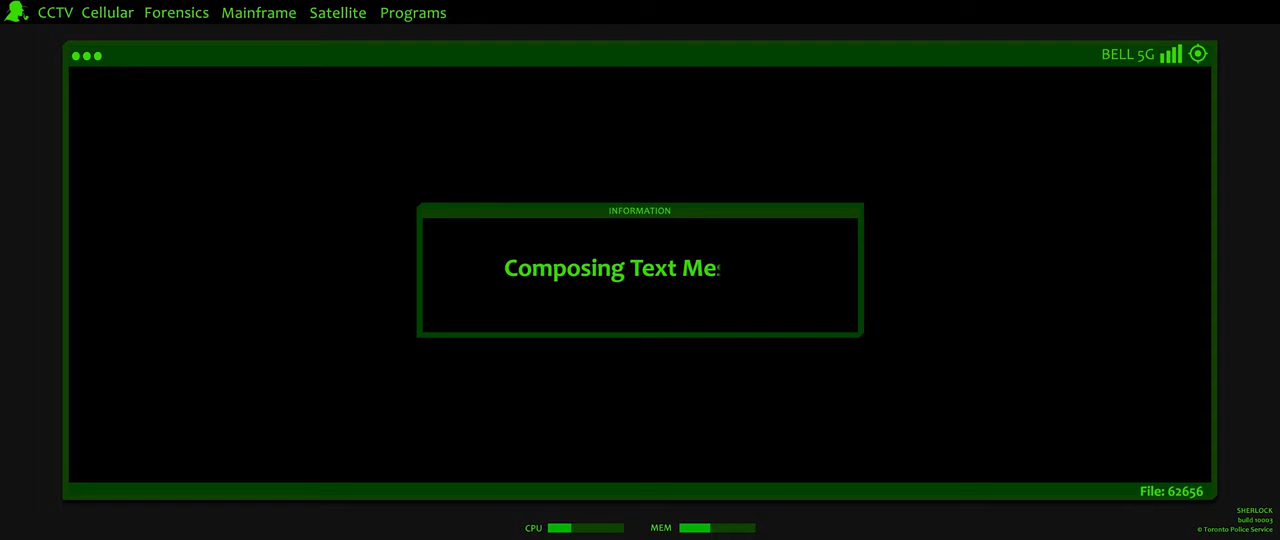 CCTV Cellular Forensics Mainframe Satellite Programs
BELL 5G
INFORMATION
Composing Text Mes
File: 62656
CPU MEM
SHERLOCK
build 10003
© Toronto Police Service